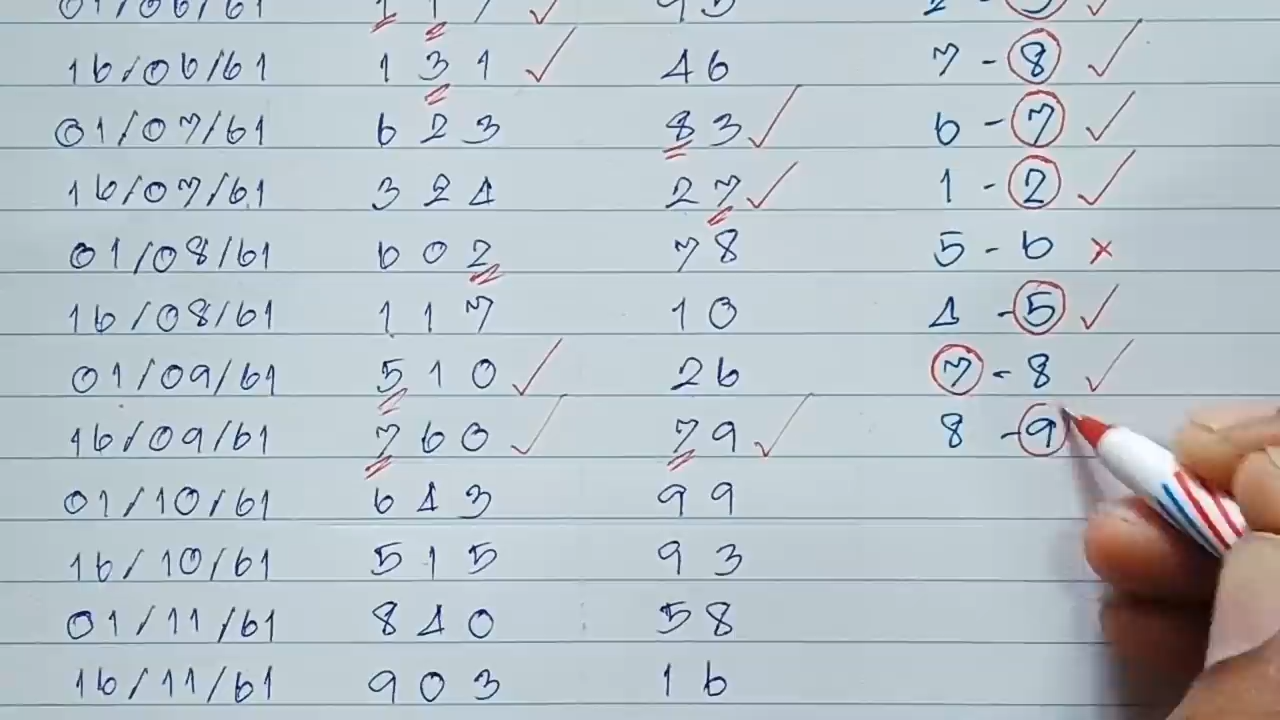 16/06/61 1 3 1 ✓ 46 7 - 8 ✓
01/07/61 6 2 3 83 ✓ 6 - 7 ✓
16/07/61 3 2 4 27 ✓ 1 - 2 ✓
01/08/61 6 0 2 78 5 - 6 ×
16/08/61 1 1 7 10 4 - 5 ✓
01/09/61 5 1 0 ✓ 26 7 - 8 ✓
16/09/61 7 6 0 ✓ 79 ✓ 8 - 9
01/10/61 6 4 3 99
16/10/61 5 1 5 93
01/11/61 8 4 0 58
16/11/61 9 0 3 16